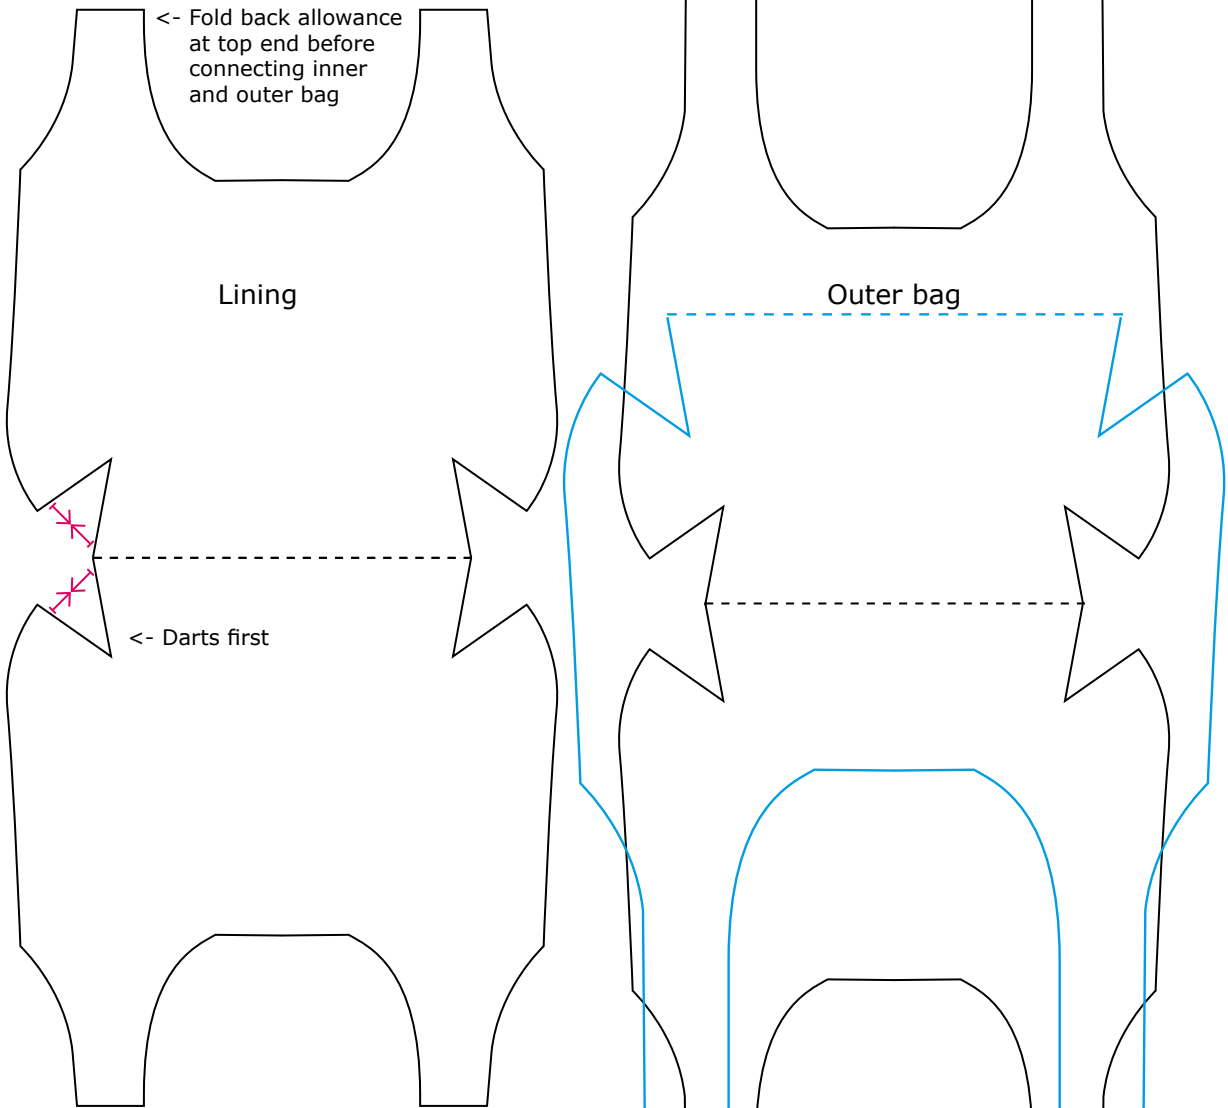 <- Fold back allowance
at top end before
connecting inner
and outer bag
Lining
Outer bag
<- Darts first